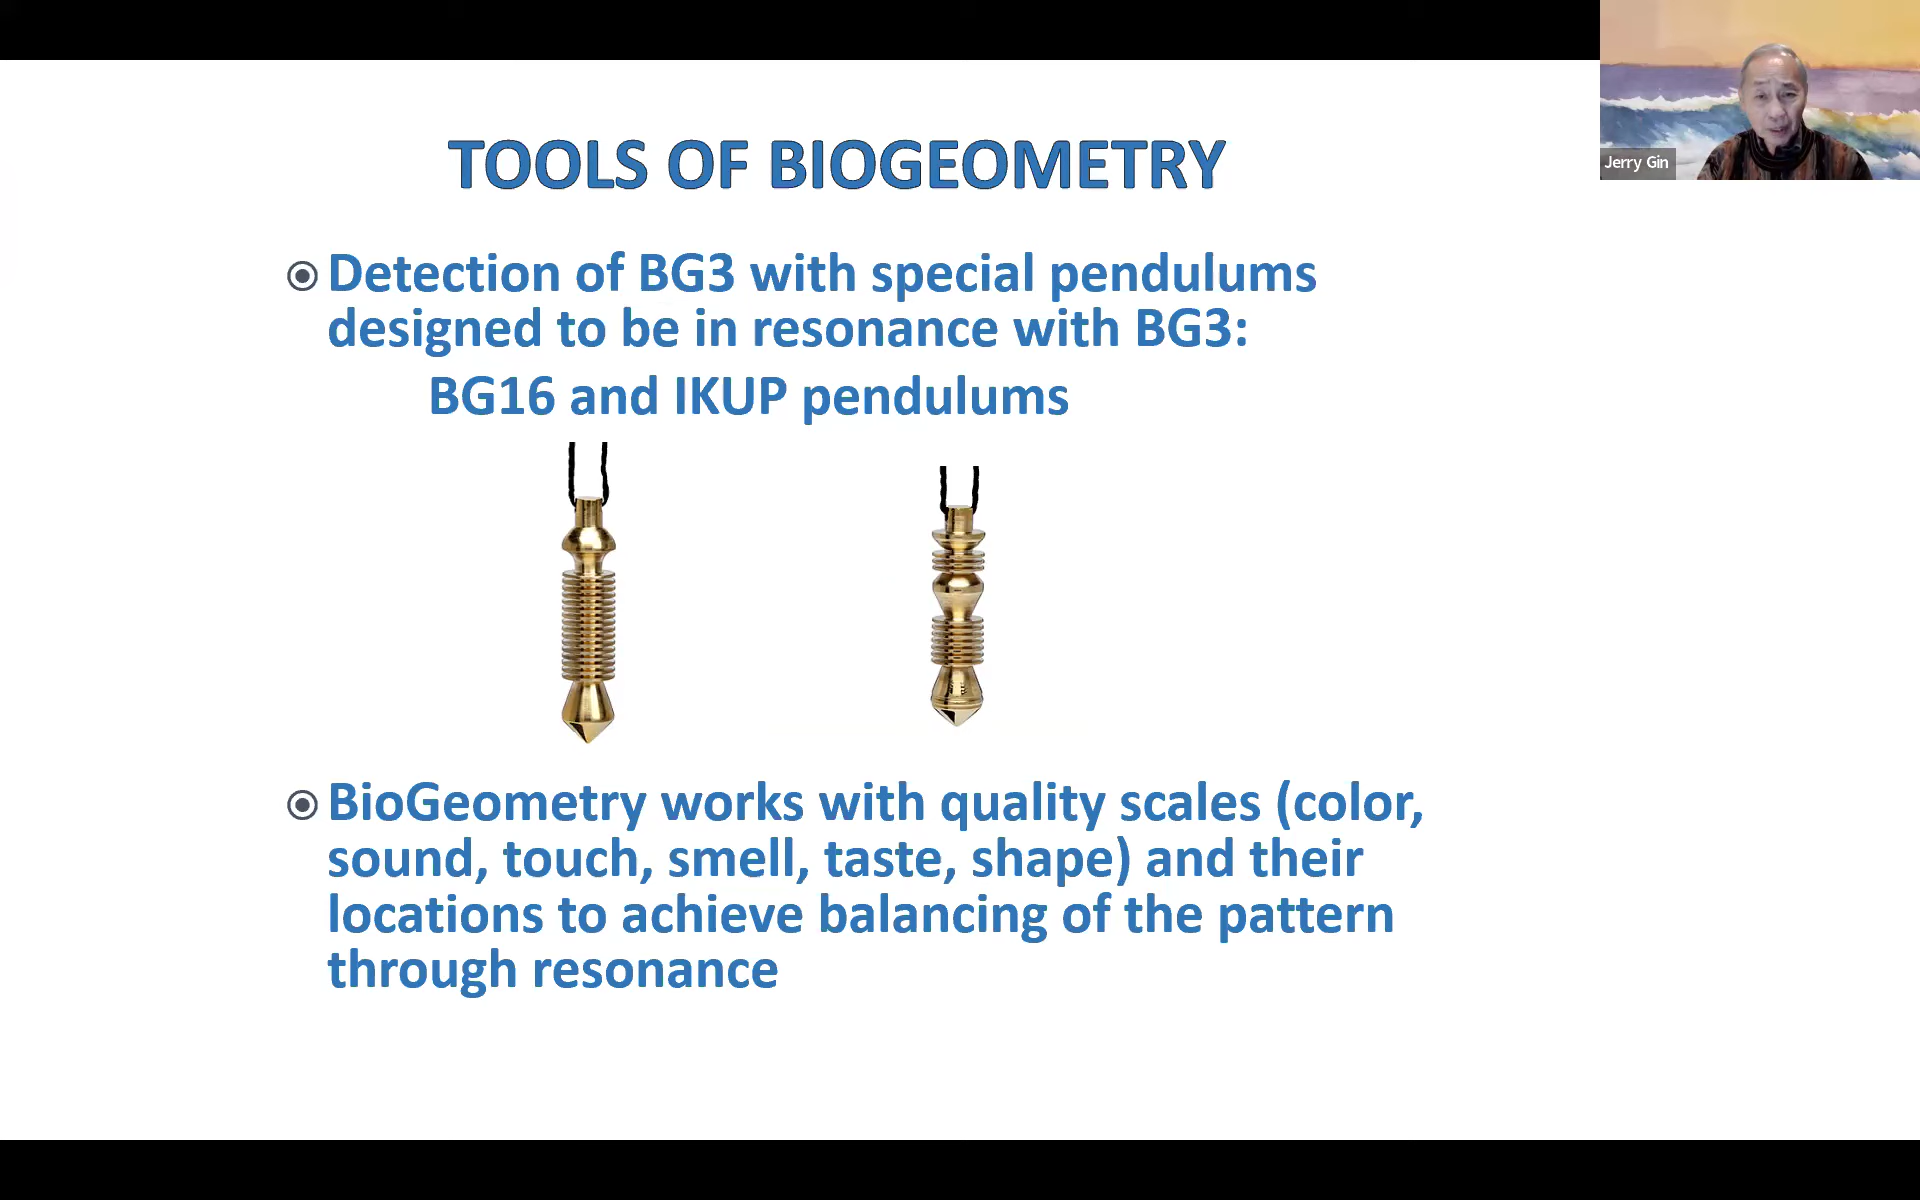 TOOLS OF BIOGEOMETRY
Jerry Gin
Detection of BG3 with special pendulums
designed to be in resonance with BG3:
BG16 and IKUP pendulums
BioGeometry works with quality scales (color,
sound, touch, smell, taste, shape) and their
locations to achieve balancing of the pattern
through resonance